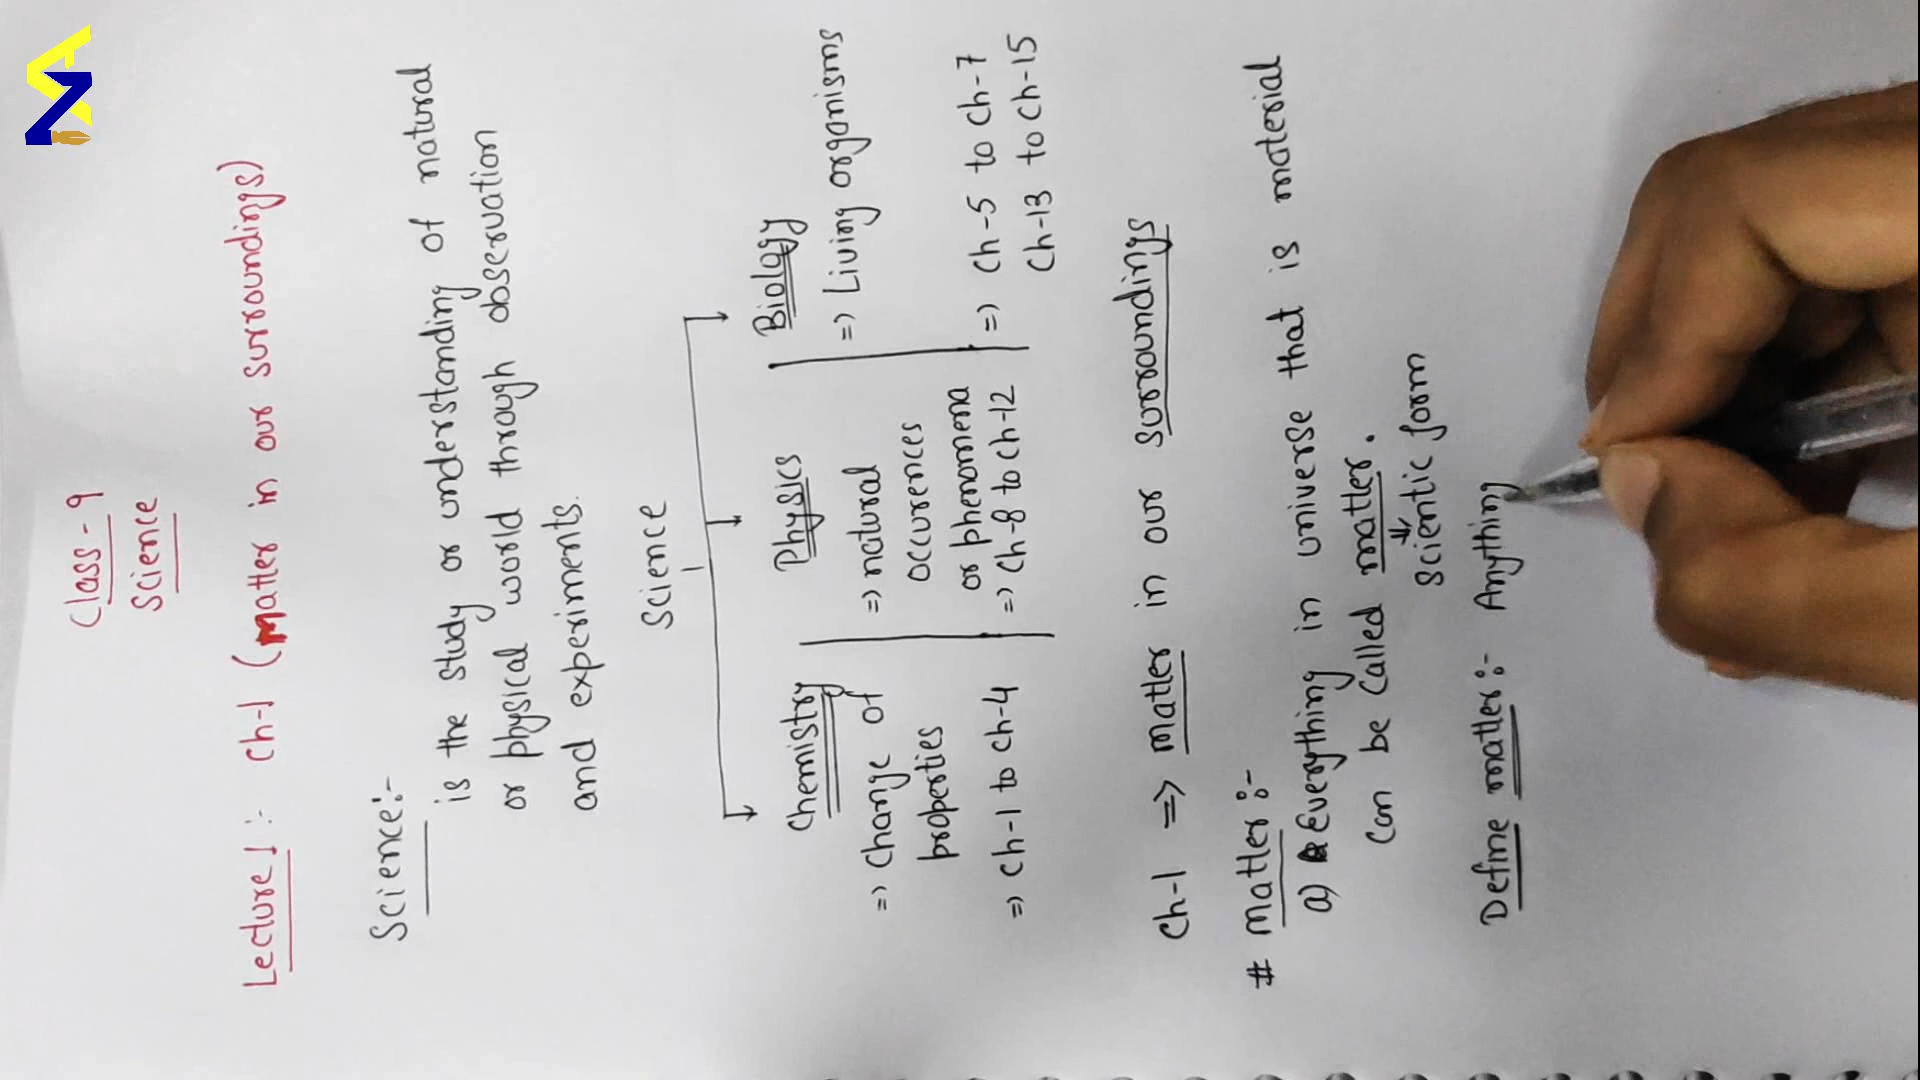 Class - 9
Science
Lecture 1 :- Ch-1 (Matter in our surroundings)
Science:-
is the study or understanding of natural
or physical world through observation
and experiments.
Science
Chemistry
=> Change of
properties
=> Ch-1 to Ch-4
Physics
=> natural
occurences
or phenomena
=> Ch-8 to Ch-12
Biology
=> Living organisms
=> Ch-5 to Ch-7
Ch-13 to Ch-15
Ch-1 => Matter in our surroundings
# Matter:-
a) Everything in universe that is material
can be called matter.
Scientic form
Define matter:- Anything